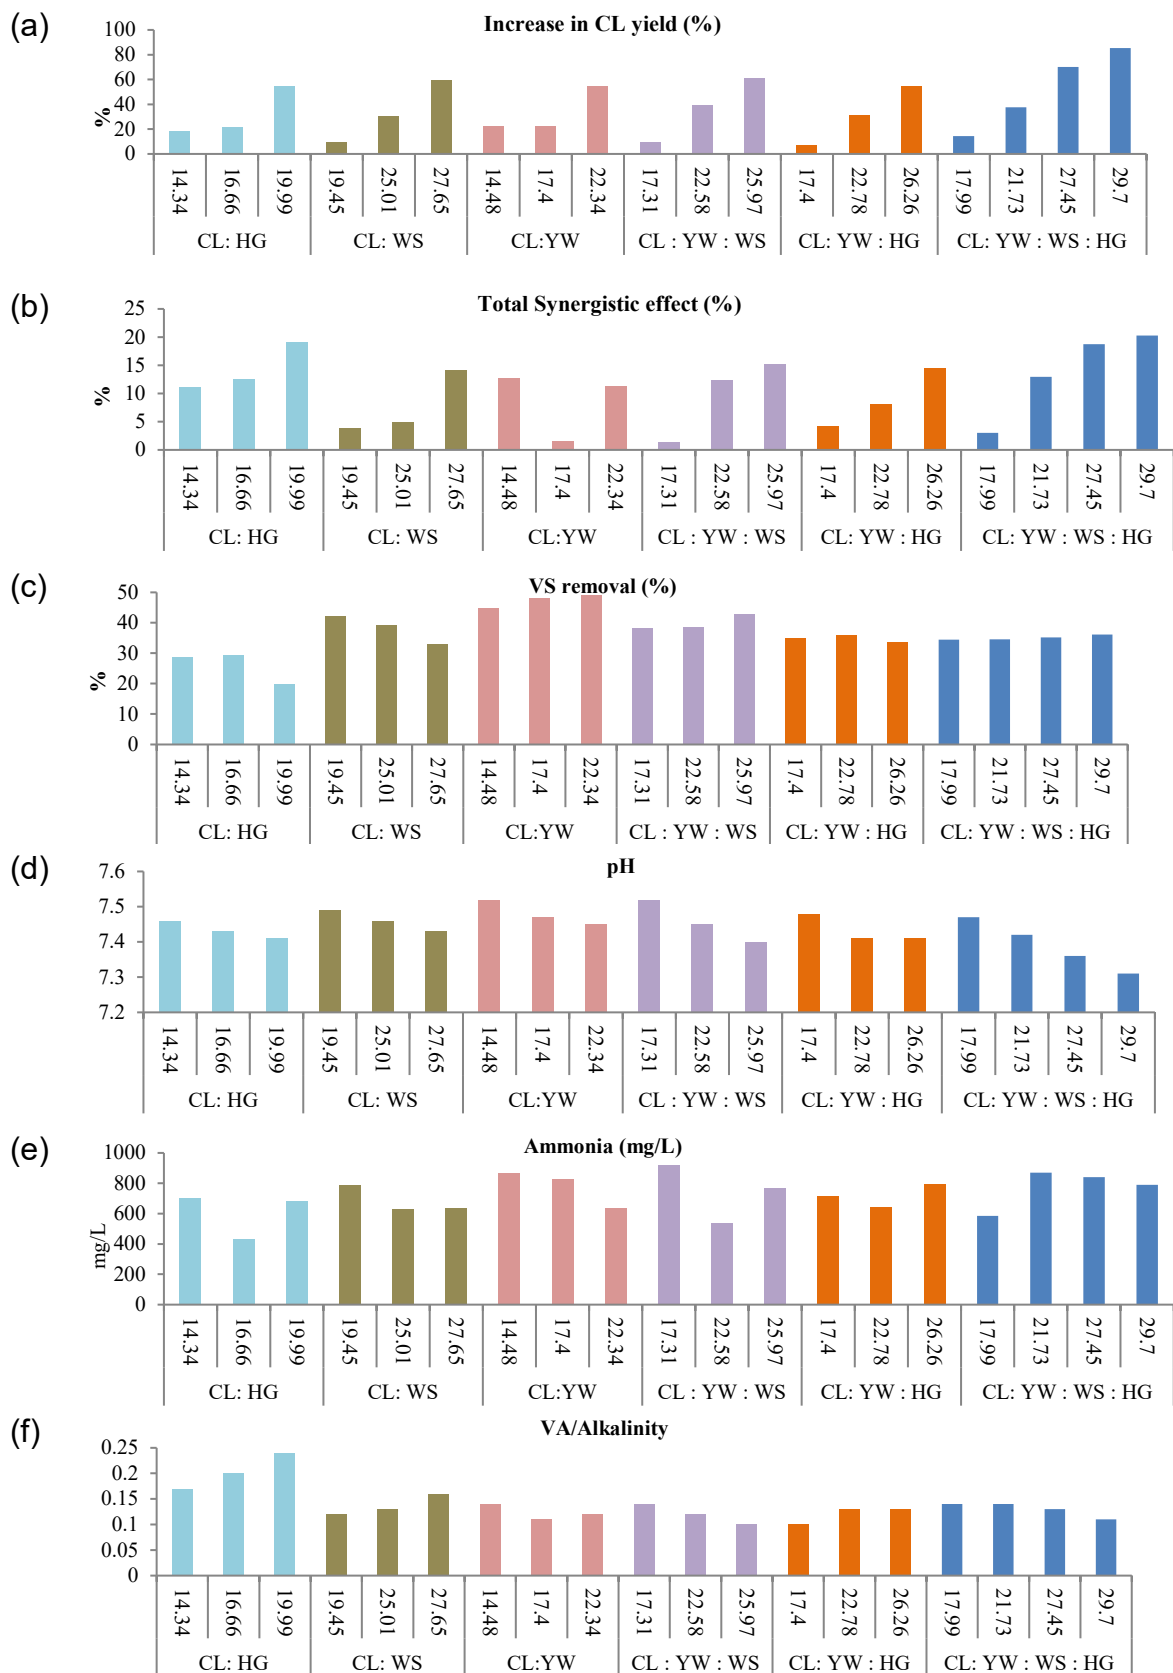 (a)
Increase in CL yield (%)
100
80
60
40
20
0
%
14.34 16.66 19.99 19.45 25.01 27.65 14.48 17.4 22.34 17.31 22.58 25.97 17.4 22.78 26.26 17.99 21.73 27.45 29.7
CL: HG CL: WS CL:YW CL : YW : WS CL: YW : HG CL: YW : WS : HG
(b)
Total Synergistic effect (%)
25
20
15
10
5
0
%
14.34 16.66 19.99 19.45 25.01 27.65 14.48 17.4 22.34 17.31 22.58 25.97 17.4 22.78 26.26 17.99 21.73 27.45 29.7
CL: HG CL: WS CL:YW CL : YW : WS CL: YW : HG CL: YW : WS : HG
(c)
VS removal (%)
50
40
30
20
10
0
%
14.34 16.66 19.99 19.45 25.01 27.65 14.48 17.4 22.34 17.31 22.58 25.97 17.4 22.78 26.26 17.99 21.73 27.45 29.7
CL: HG CL: WS CL:YW CL : YW : WS CL: YW : HG CL: YW : WS : HG
(d)
pH
7.6
7.5
7.4
7.3
7.2
14.34 16.66 19.99 19.45 25.01 27.65 14.48 17.4 22.34 17.31 22.58 25.97 17.4 22.78 26.26 17.99 21.73 27.45 29.7
CL: HG CL: WS CL:YW CL : YW : WS CL: YW : HG CL: YW : WS : HG
(e)
Ammonia (mg/L)
1000
800
600
400
200
0
mg/L
14.34 16.66 19.99 19.45 25.01 27.65 14.48 17.4 22.34 17.31 22.58 25.97 17.4 22.78 26.26 17.99 21.73 27.45 29.7
CL: HG CL: WS CL:YW CL : YW : WS CL: YW : HG CL: YW : WS : HG
(f)
VA/Alkalinity
0.25
0.2
0.15
0.1
0.05
0
14.34 16.66 19.99 19.45 25.01 27.65 14.48 17.4 22.34 17.31 22.58 25.97 17.4 22.78 26.26 17.99 21.73 27.45 29.7
CL: HG CL: WS CL:YW CL : YW : WS CL: YW : HG CL: YW : WS : HG